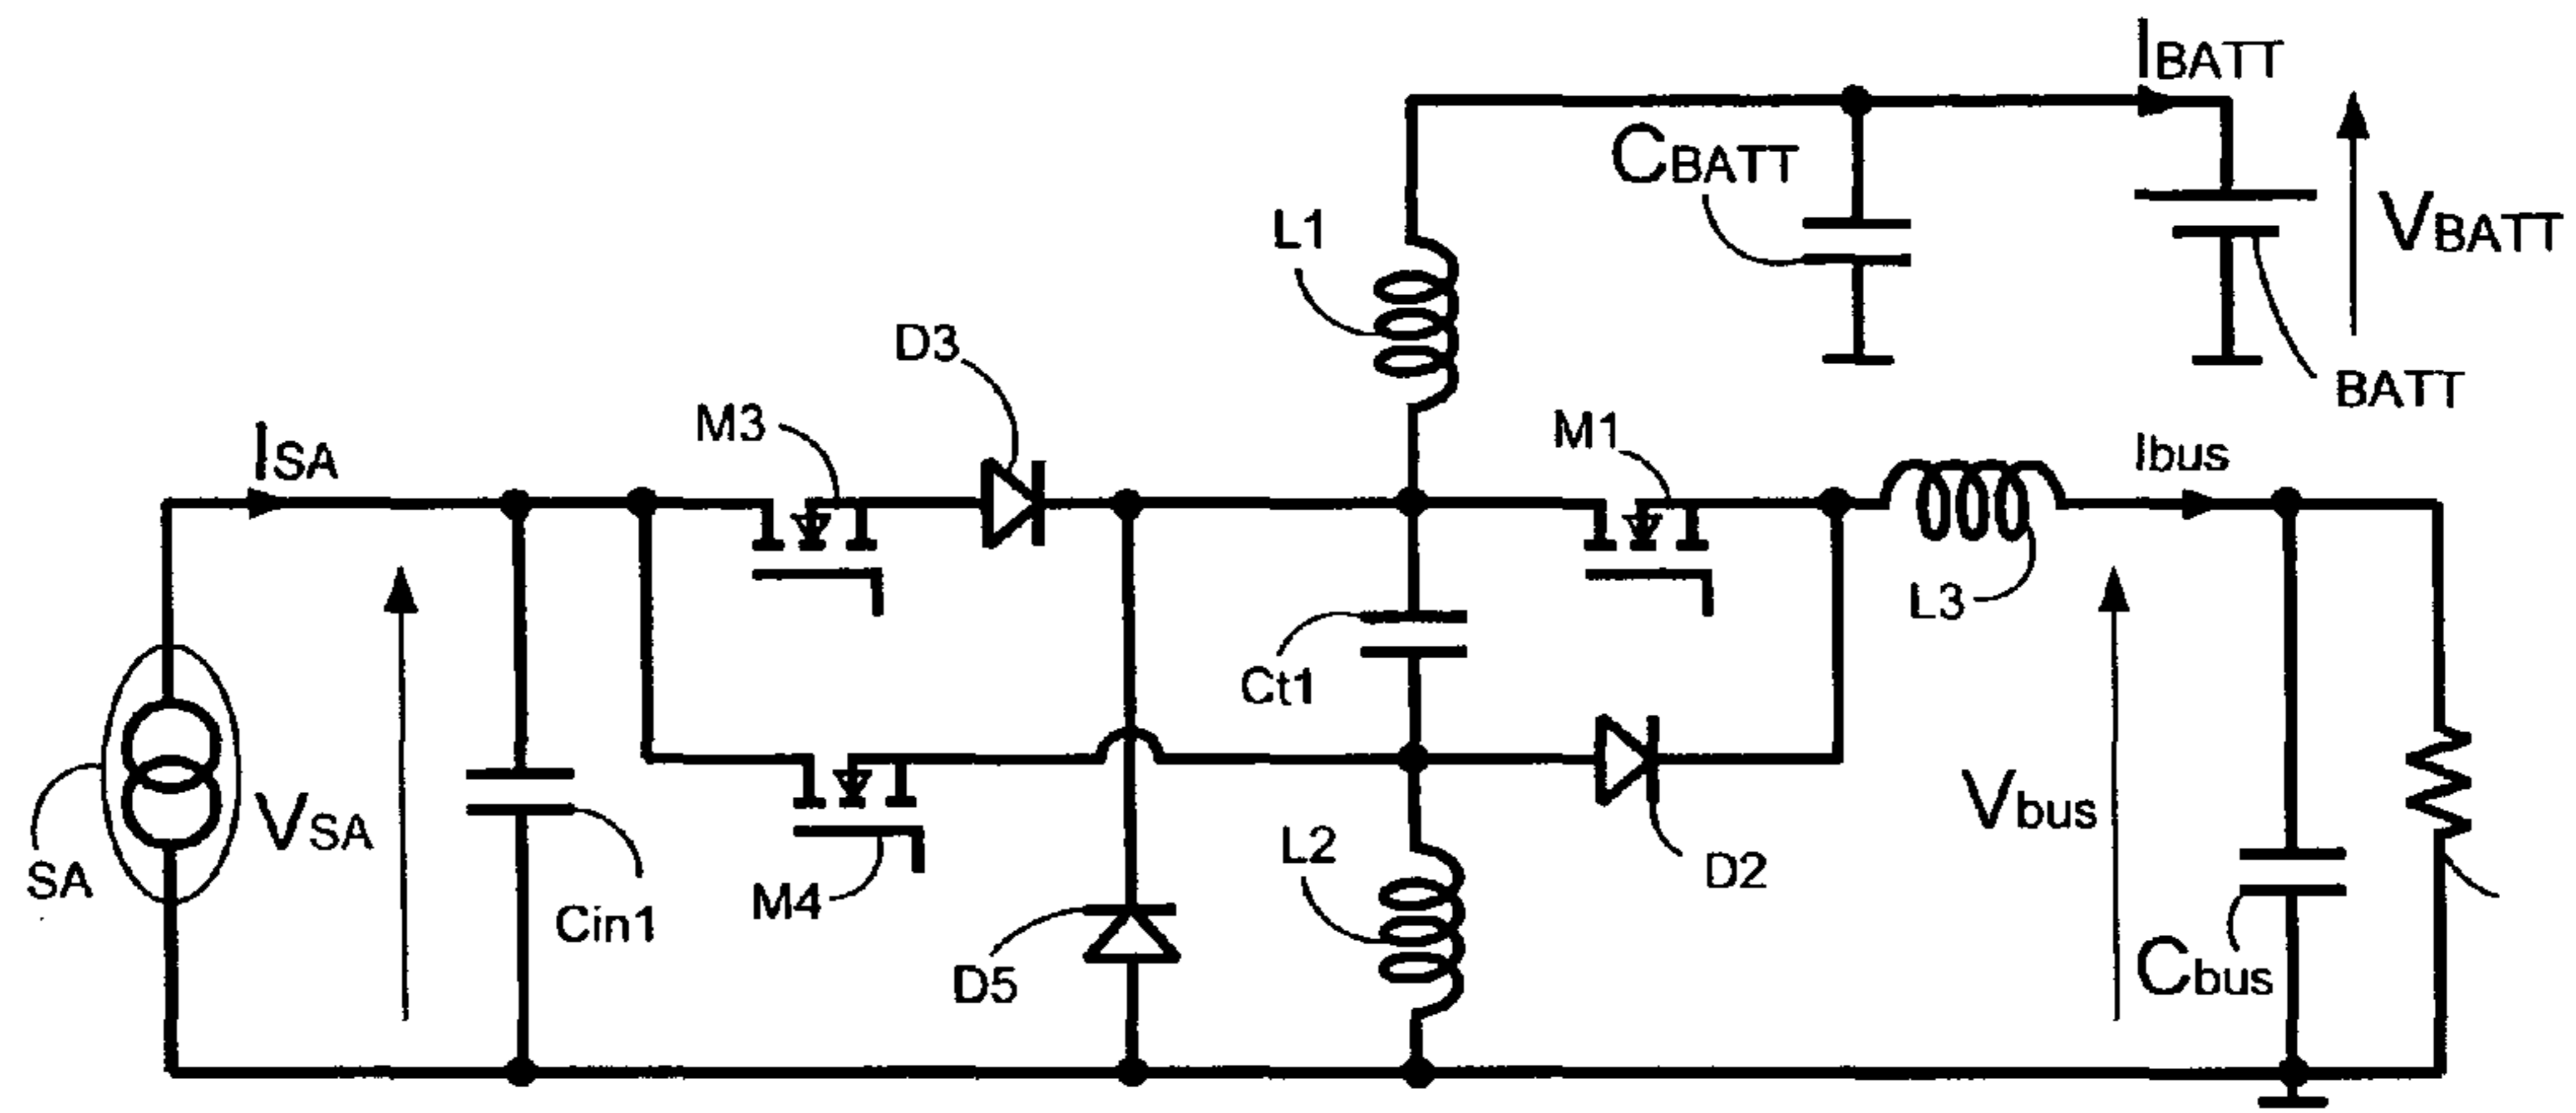 IBATT
CBATT
L1
VBATT
D3
BATT
M3
M1
ISA
Ibus
L3
Ct1
VSA
Vbus
SA
L2
D2
M4
Cin1
D5
Cbus